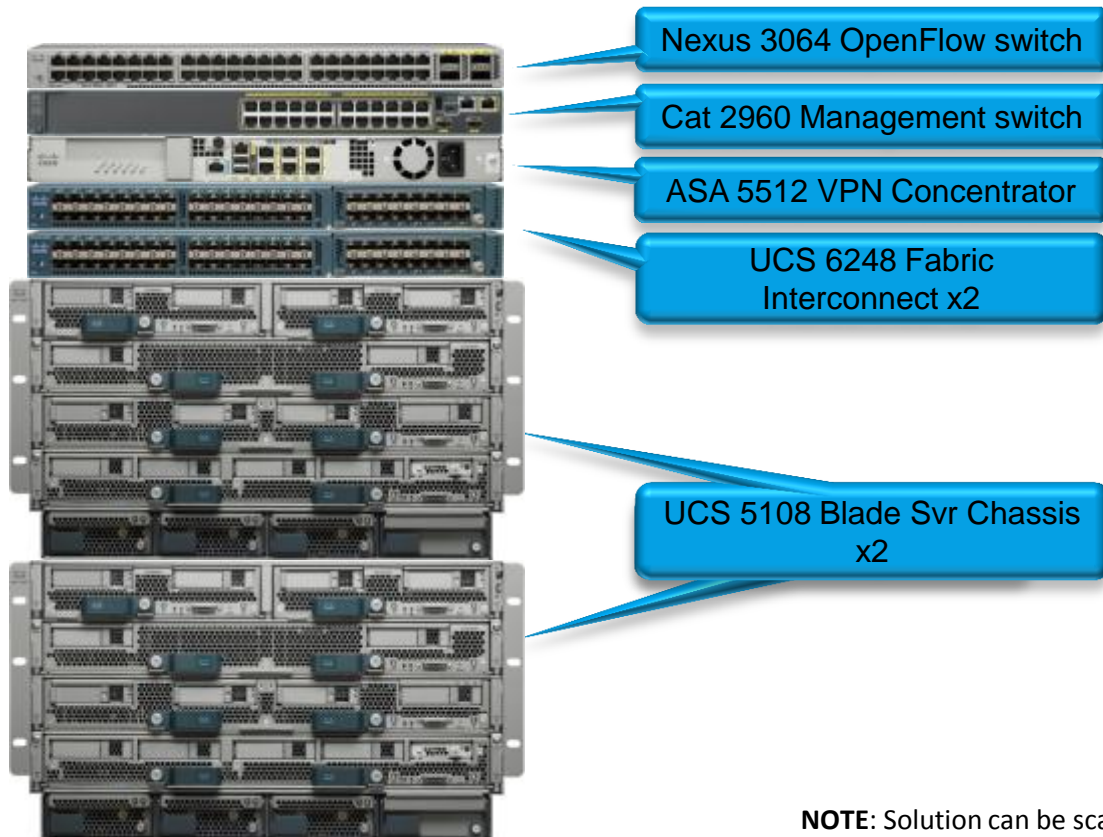 Nexus 3064 OpenFlow switch
Cat 2960 Management switch
ASA 5512 VPN Concentrator
UCS 6248 Fabric
Interconnect x2
UCS 5108 Blade Svr Chassis
x2
NOTE: Solution can be sca